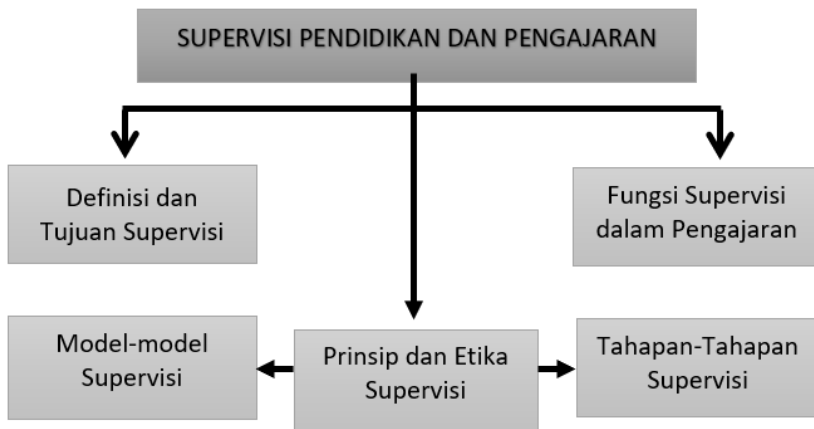 SUPERVISI PENDIDIKAN DAN PENGAJARAN
Definisi dan
Tujuan Supervisi
Fungsi Supervisi
dalam Pengajaran
Model-model
Supervisi
Prinsip dan Etika
Supervisi
Tahapan-Tahapan
Supervisi